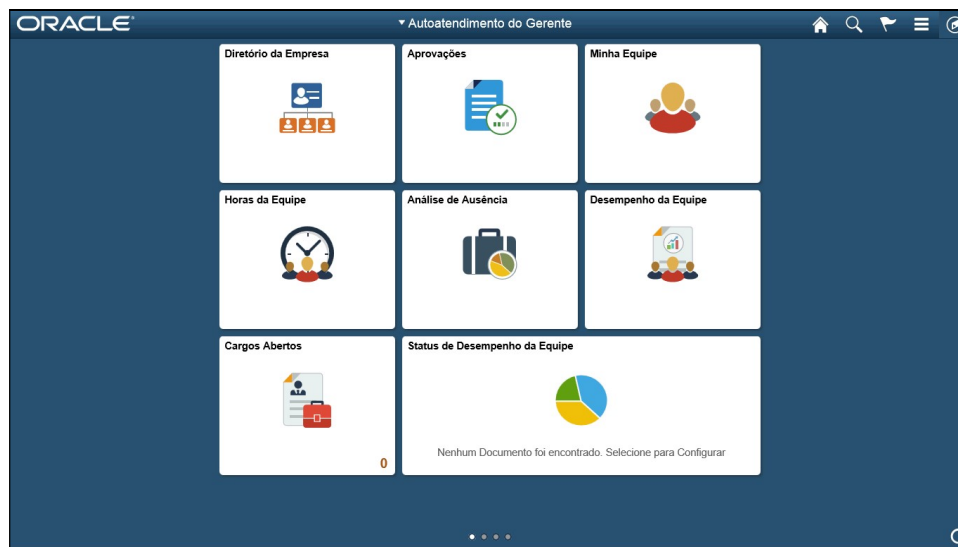 ORACLE
Autoatendimento do Gerente
Diretório da Empresa
Aprovações
Minha Equipe
Horas da Equipe
Análise de Ausência
Desempenho da Equipe
Cargos Abertos
0
Status de Desempenho da Equipe
Nenhum Documento foi encontrado. Selecione para Configurar